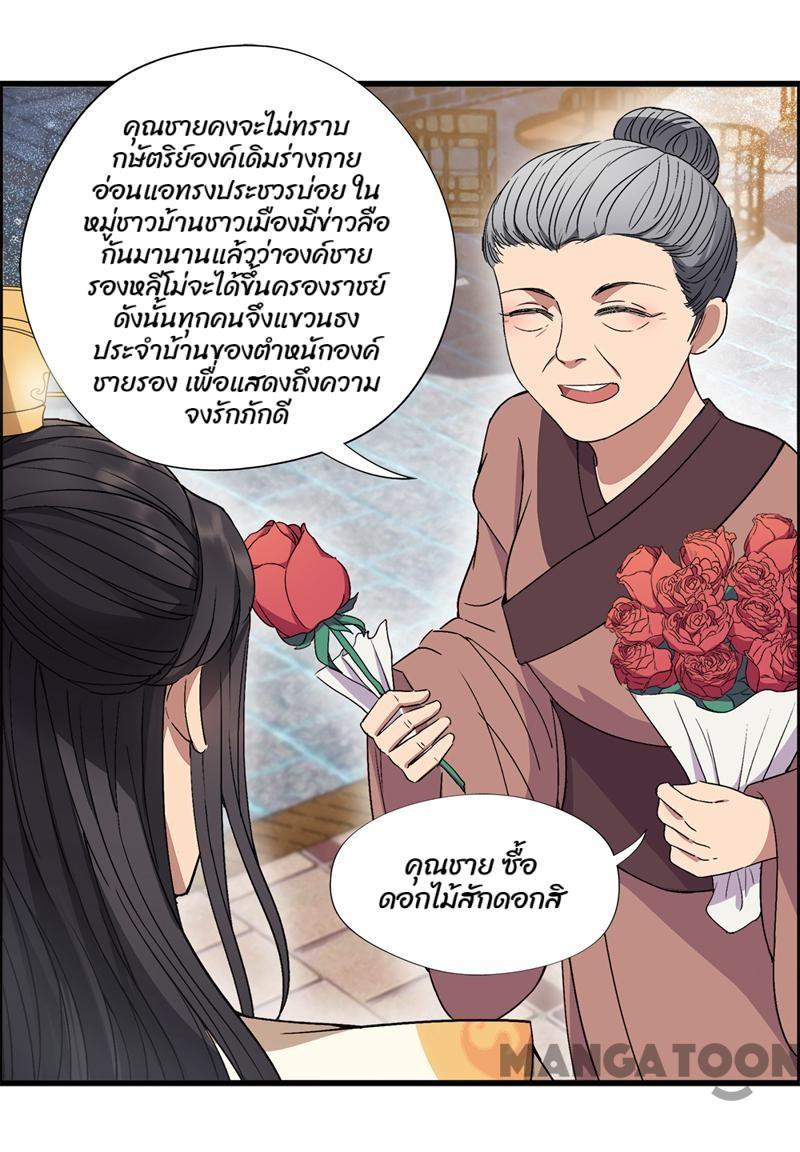 คุณชายคงจะไม่ทราบ
กษัตริย์องค์เดิมร่างกาย
อ่อนแอทรงประชวรบ่อย ใน
หมู่ชาวบ้านชาวเมืองมีข่าวลือ
กันมานานแล้วว่าองค์ชาย
รองหลีโม่จะได้ขึ้นครองราชย์
ดังนั้นทุกคนจึงแขวนธง
ประจำบ้านของตำหนักองค์
ชายรอง เพื่อแสดงถึงความ
จงรักภักดี
คุณชาย ซื้อ
ดอกไม้สักดอกสิ
MANGATOON